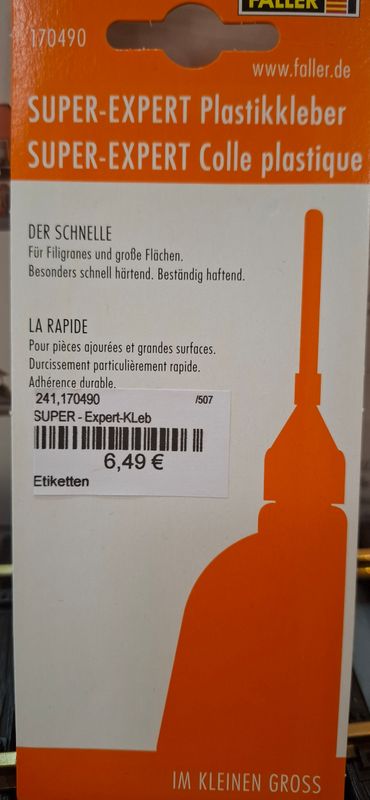 FALLER
170490
www.faller.de
SUPER-EXPERT Plastikkleber
SUPER-EXPERT Colle plastique
DER SCHNELLE
Für Filigranes und große Flächen.
Besonders schnell härtend. Beständig haftend.
LA RAPIDE
Pour pièces ajourées et grandes surfaces.
Durcissement particulièrement rapide.
Adhérence durable.
241,170490 /507
SUPER - Expert-KLeb
6,49 €
Etiketten
IM KLEINEN GROSS